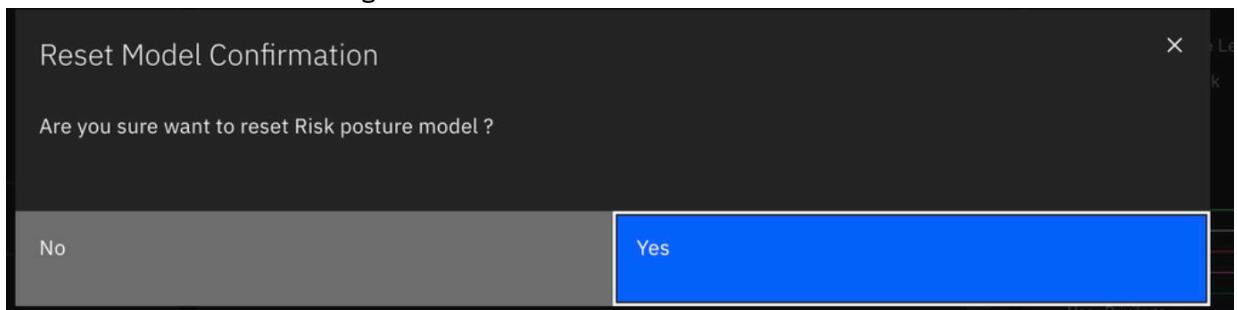 Reset Model Confirmation
Are you sure want to reset Risk posture model ?
No
Yes